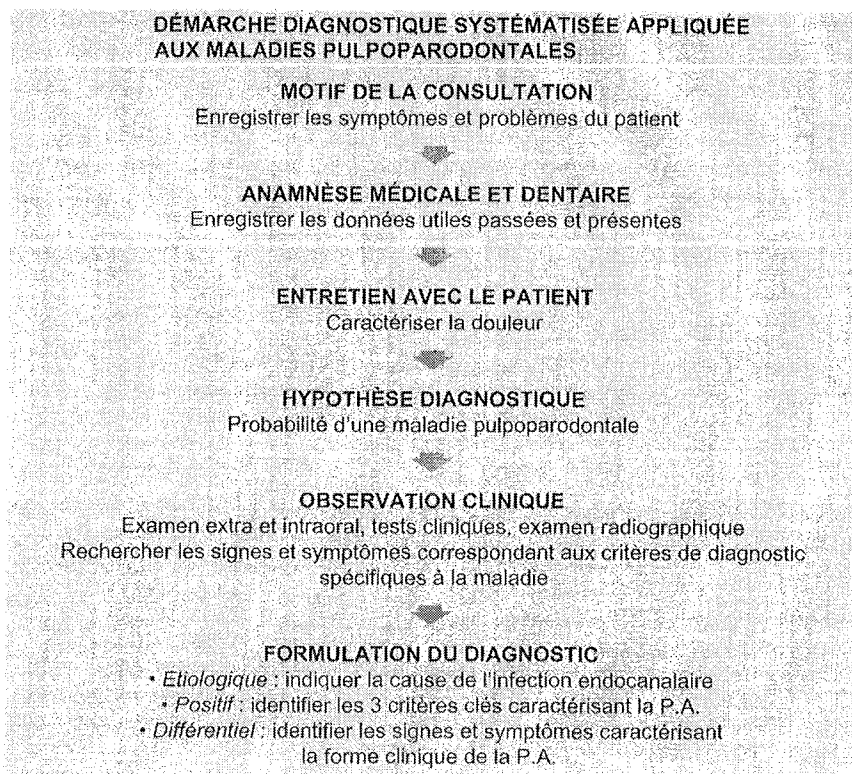 DÉMARCHE DIAGNOSTIQUE SYSTÉMATISÉE APPLIQUÉE
AUX MALADIES PULPOPARODONTALES
MOTIF DE LA CONSULTATION
Enregistrer les symptômes et problèmes du patient
ANAMNÈSE MÉDICALE ET DENTAIRE
Enregistrer les données utiles passées et présentes
ENTRETIEN AVEC LE PATIENT
Caractériser la douleur
HYPOTHÈSE DIAGNOSTIQUE
Probabilité d'une maladie pulpoparodontale
OBSERVATION CLINIQUE
Examen extra et intraoral, tests cliniques, examen radiographique
Rechercher les signes et symptômes correspondant aux critères de diagnostic
spécifiques à la maladie
FORMULATION DU DIAGNOSTIC
• Etiologique : indiquer la cause de l'infection endocanalaire
• Positif : identifier les 3 critères clés caractérisant la P.A.
• Différentiel : identifier les signes et symptômes caractérisant
la forme clinique de la P.A.